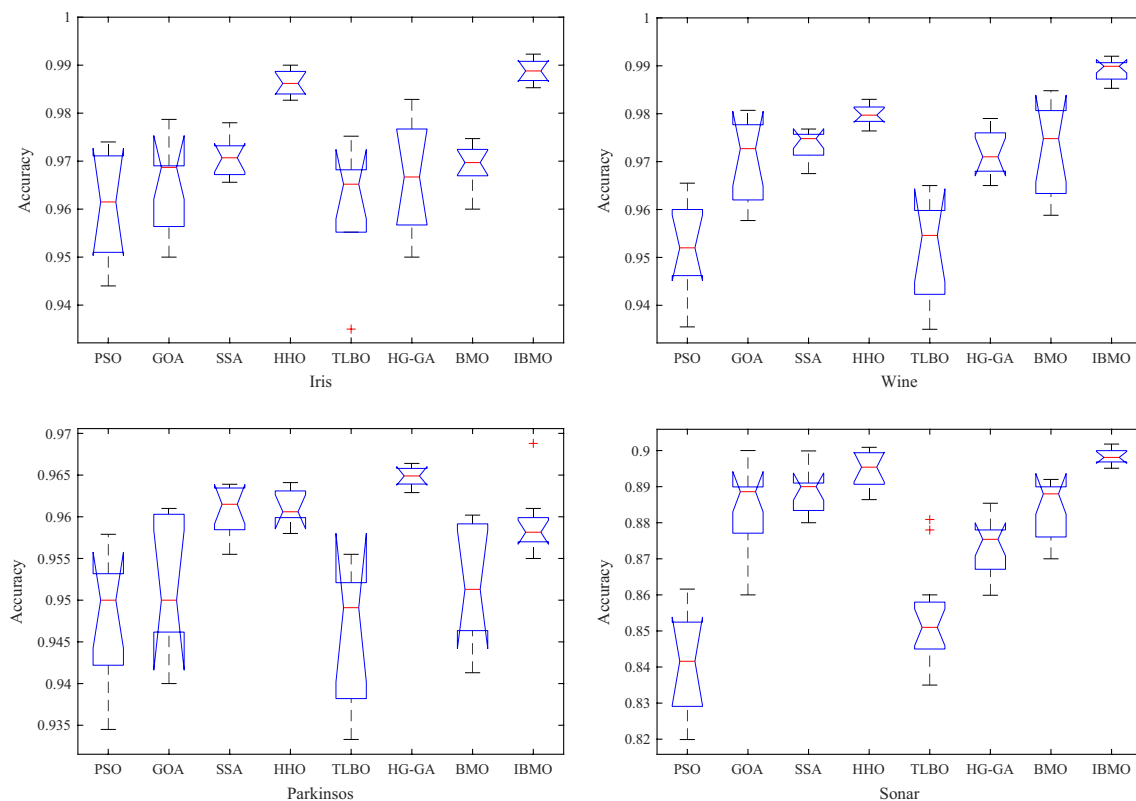 1
0.99
0.98
0.97
0.96
0.95
0.94
Accuracy
PSO GOA SSA HHO TLBO HG-GA BMO IBMO
Iris
1
0.99
0.98
0.97
0.96
0.95
0.94
Accuracy
PSO GOA SSA HHO TLBO HG-GA BMO IBMO
Wine
0.97
0.965
0.96
0.955
0.95
0.945
0.94
0.935
Accuracy
PSO GOA SSA HHO TLBO HG-GA BMO IBMO
Parkinsos
0.9
0.89
0.88
0.87
0.86
0.85
0.84
0.83
0.82
Accuracy
PSO GOA SSA HHO TLBO HG-GA BMO IBMO
Sonar